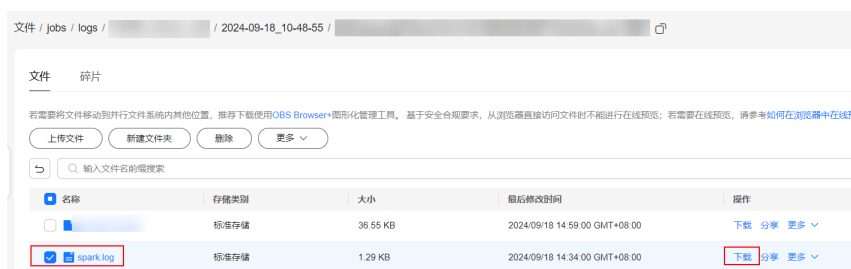 文件 / jobs / logs / / 2024-09-18_10-48-55 /
文件 碎片
若需要将文件移动到并行文件系统内其他位置，推荐下载使用OBS Browser+图形化管理工具。 基于安全合规要求，从浏览器直接访问文件时不能进行在线预览；若需要在线预览，请参考如何在浏览器中在线预
上传文件 新建文件夹 删除 更多
输入文件名前缀搜索
名称 存储类别 大小 最后修改时间 操作
标准存储 36.55 KB 2024/09/18 14:59:00 GMT+08:00 下载 分享 更多
spark.log 标准存储 1.29 KB 2024/09/18 14:34:00 GMT+08:00 下载 分享 更多